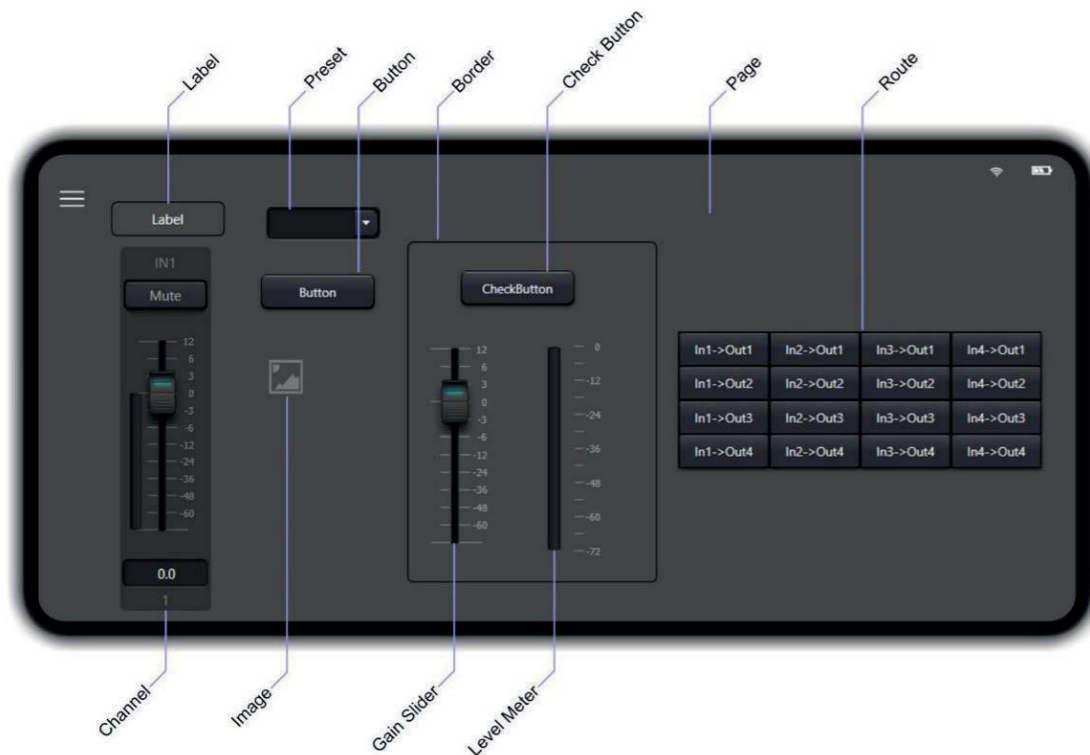 Label
Preset
Button
Border
Check Button
Page
Route
Label
IN1
Mute
12
6
3
0
-3
-6
-12
-24
-36
-48
-60
0.0
1
Button
CheckButton
12
6
3
0
-3
-6
-12
-24
-36
-48
-60
0
-12
-24
-36
-48
-60
-72
In1->Out1 In2->Out1 In3->Out1 In4->Out1
In1->Out2 In2->Out2 In3->Out2 In4->Out2
In1->Out3 In2->Out3 In3->Out3 In4->Out3
In1->Out4 In2->Out4 In3->Out4 In4->Out4
Channel
Image
Gain Slider
Level Meter